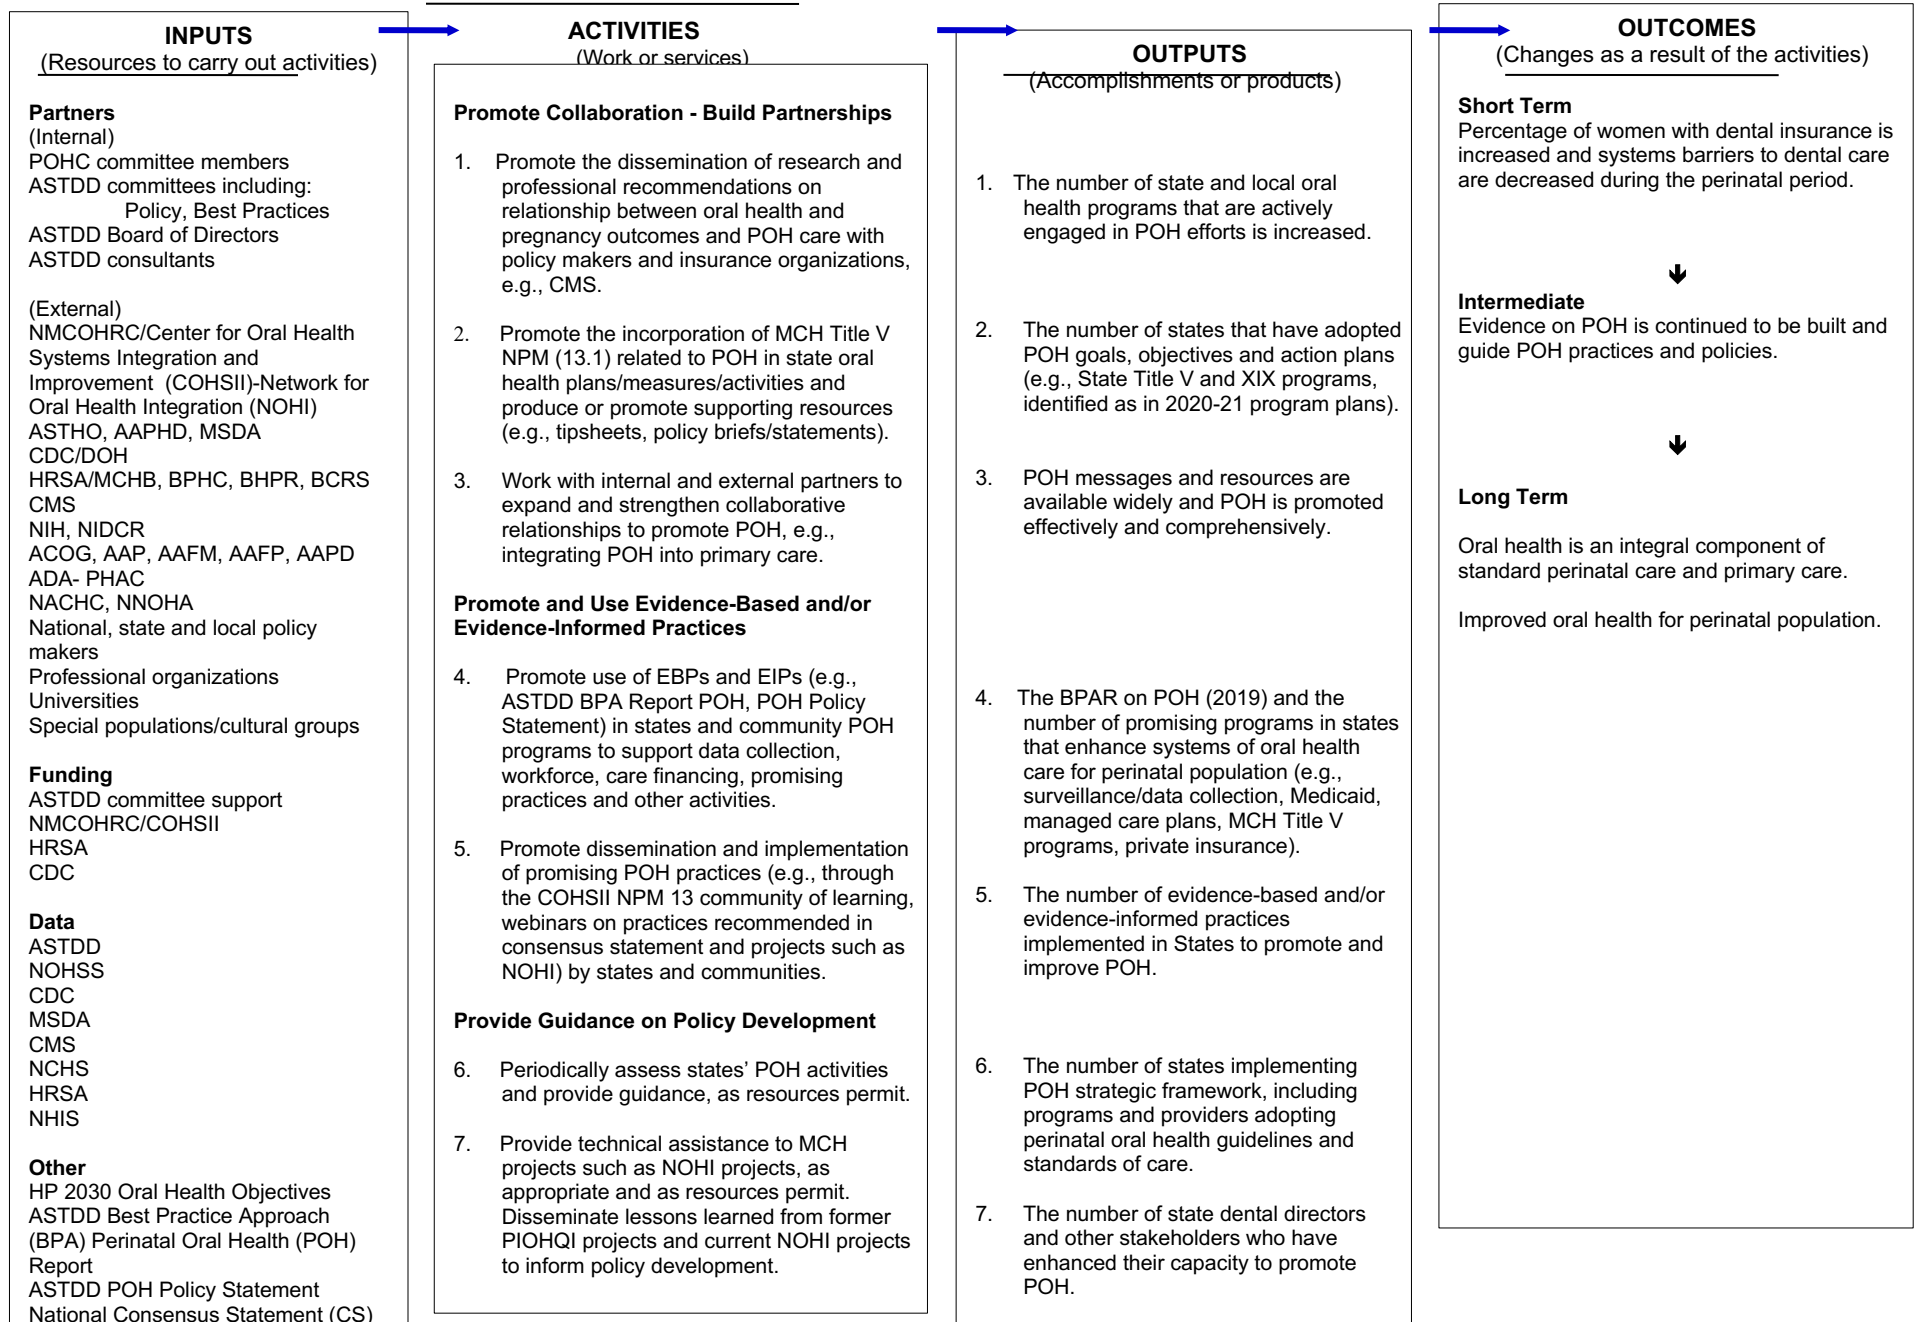 INPUTS
(Resources to carry out activities)
Partners
(Internal)
POHC committee members
ASTDD committees including:
Policy, Best Practices
ASTDD Board of Directors
ASTDD consultants
(External)
NMCOHRC/Center for Oral Health
Systems Integration and
Improvement (COHSII)-Network for
Oral Health Integration (NOHI)
ASTHO, AAPHD, MSDA
CDC/DOH
HRSA/MCHB, BPHC, BHPR, BCRS
CMS
NIH, NIDCR
ACOG, AAP, AAFM, AAFP, AAPD
ADA- PHAC
NACHC, NNOHA
National, state and local policy
makers
Professional organizations
Universities
Special populations/cultural groups
Funding
ASTDD committee support
NMCOHRC/COHSII
HRSA
CDC
Data
ASTDD
NOHSS
CDC
MSDA
CMS
NCHS
HRSA
NHIS
Other
HP 2030 Oral Health Objectives
ASTDD Best Practice Approach
(BPA) Perinatal Oral Health (POH)
Report
ASTDD POH Policy Statement
National Consensus Statement (CS)
ACTIVITIES
(Work or services)
Promote Collaboration - Build Partnerships
1. Promote the dissemination of research and
professional recommendations on
relationship between oral health and
pregnancy outcomes and POH care with
policy makers and insurance organizations,
e.g., CMS.
2. Promote the incorporation of MCH Title V
NPM (13.1) related to POH in state oral
health plans/measures/activities and
produce or promote supporting resources
(e.g., tipsheets, policy briefs/statements).
3. Work with internal and external partners to
expand and strengthen collaborative
relationships to promote POH, e.g.,
integrating POH into primary care.
Promote and Use Evidence-Based and/or
Evidence-Informed Practices
4. Promote use of EBPs and EIPs (e.g.,
ASTDD BPA Report POH, POH Policy
Statement) in states and community POH
programs to support data collection,
workforce, care financing, promising
practices and other activities.
5. Promote dissemination and implementation
of promising POH practices (e.g., through
the COHSII NPM 13 community of learning,
webinars on practices recommended in
consensus statement and projects such as
NOHI) by states and communities.
Provide Guidance on Policy Development
6. Periodically assess states' POH activities
and provide guidance, as resources permit.
7. Provide technical assistance to MCH
projects such as NOHI projects, as
appropriate and as resources permit.
Disseminate lessons learned from former
PIOHQI projects and current NOHI projects
to inform policy development.
OUTPUTS
(Accomplishments or products)
1. The number of state and local oral
health programs that are actively
engaged in POH efforts is increased.
2. The number of states that have adopted
POH goals, objectives and action plans
(e.g., State Title V and XIX programs,
identified as in 2020-21 program plans).
3. POH messages and resources are
available widely and POH is promoted
effectively and comprehensively.
4. The BPAR on POH (2019) and the
number of promising programs in states
that enhance systems of oral health
care for perinatal population (e.g.,
surveillance/data collection, Medicaid,
managed care plans, MCH Title V
programs, private insurance).
5. The number of evidence-based and/or
evidence-informed practices
implemented in States to promote and
improve POH.
6. The number of states implementing
POH strategic framework, including
programs and providers adopting
perinatal oral health guidelines and
standards of care.
7. The number of state dental directors
and other stakeholders who have
enhanced their capacity to promote
POH.
OUTCOMES
(Changes as a result of the activities)
Short Term
Percentage of women with dental insurance is
increased and systems barriers to dental care
are decreased during the perinatal period.
Intermediate
Evidence on POH is continued to be built and
guide POH practices and policies.
Long Term
Oral health is an integral component of
standard perinatal care and primary care.
Improved oral health for perinatal population.